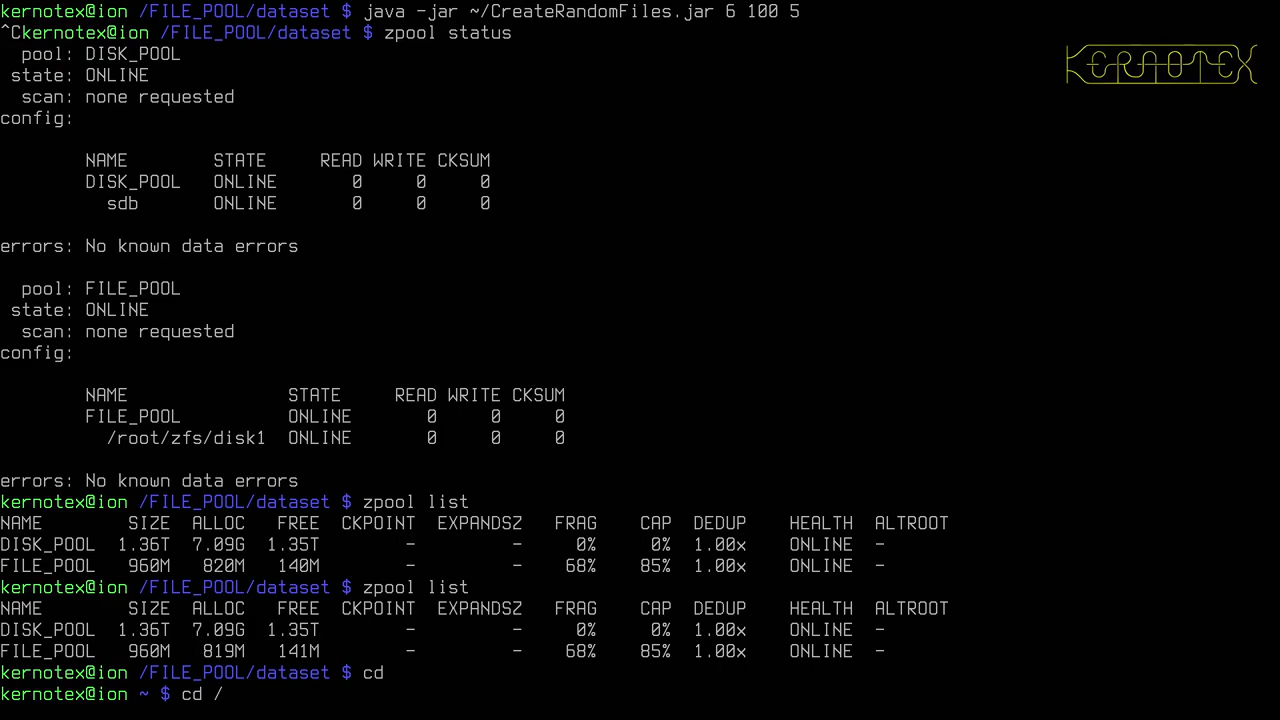 kernotex@ion /FILE_POOL/dataset $ java -jar ~/CreateRandomFiles.jar 6 100 5
^Ckernotex@ion /FILE_POOL/dataset $ zpool status
  pool: DISK_POOL
 state: ONLINE
  scan: none requested
config:

        NAME        STATE     READ WRITE CKSUM
        DISK_POOL   ONLINE       0     0     0
          sdb       ONLINE       0     0     0

errors: No known data errors

  pool: FILE_POOL
 state: ONLINE
  scan: none requested
config:

        NAME               STATE     READ WRITE CKSUM
        FILE_POOL          ONLINE       0     0     0
          /root/zfs/disk1  ONLINE       0     0     0

errors: No known data errors
kernotex@ion /FILE_POOL/dataset $ zpool list
NAME        SIZE  ALLOC   FREE  CKPOINT  EXPANDSZ   FRAG    CAP  DEDUP    HEALTH  ALTROOT
DISK_POOL  1.36T  7.09G  1.35T        -         -     0%     0%  1.00x    ONLINE  -
FILE_POOL   960M   820M   140M        -         -    68%    85%  1.00x    ONLINE  -
kernotex@ion /FILE_POOL/dataset $ zpool list
NAME        SIZE  ALLOC   FREE  CKPOINT  EXPANDSZ   FRAG    CAP  DEDUP    HEALTH  ALTROOT
DISK_POOL  1.36T  7.09G  1.35T        -         -     0%     0%  1.00x    ONLINE  -
FILE_POOL   960M   819M   141M        -         -    68%    85%  1.00x    ONLINE  -
kernotex@ion /FILE_POOL/dataset $ cd
kernotex@ion ~ $ cd /
KERNOTEX